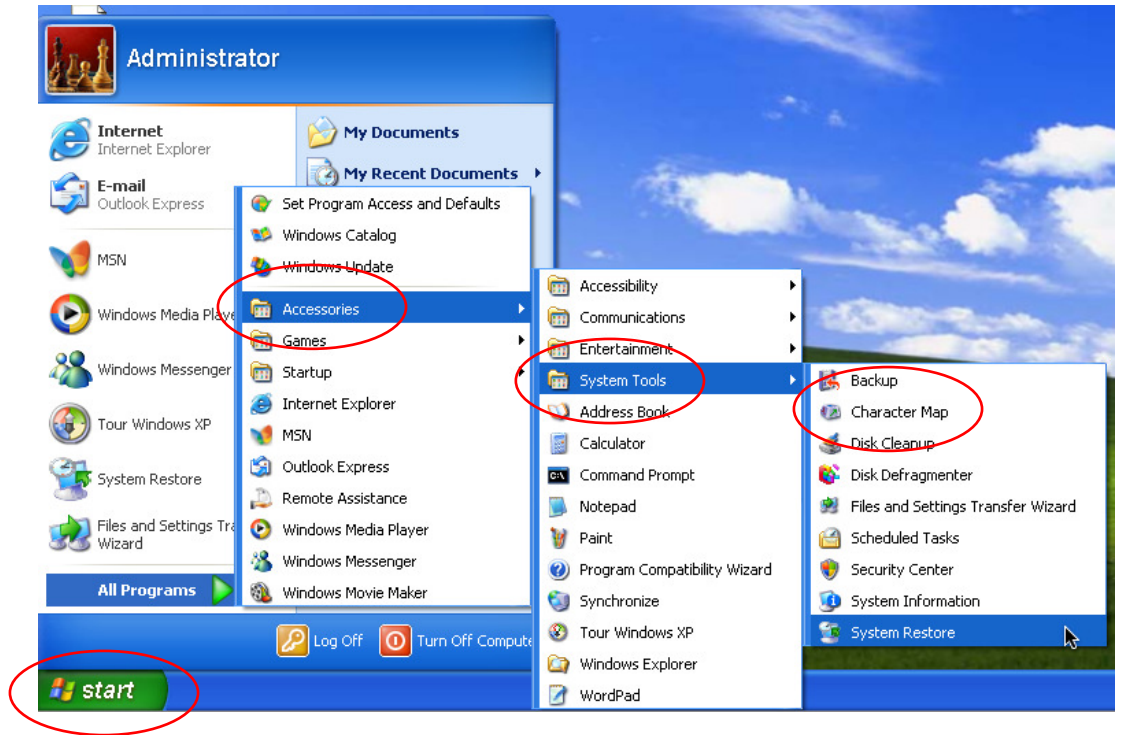 Administrator
Internet
Internet Explorer
E-mail
Outlook Express
MSN
Windows Media Playe
Windows Messenger
Tour Windows XP
System Restore
Files and Settings Tra
Wizard
All Programs
My Documents
My Recent Documents
Set Program Access and Defaults
Windows Catalog
Windows Update
Accessories
Games
Startup
Internet Explorer
MSN
Outlook Express
Remote Assistance
Windows Media Player
Windows Messenger
Windows Movie Maker
Accessibility
Communications
Entertainment
System Tools
Address Book
Calculator
Command Prompt
Notepad
Paint
Program Compatibility Wizard
Synchronize
Tour Windows XP
Windows Explorer
WordPad
Backup
Character Map
Disk Cleanup
Disk Defragmenter
Files and Settings Transfer Wizard
Scheduled Tasks
Security Center
System Information
System Restore
Log Off
Turn Off Compute
start